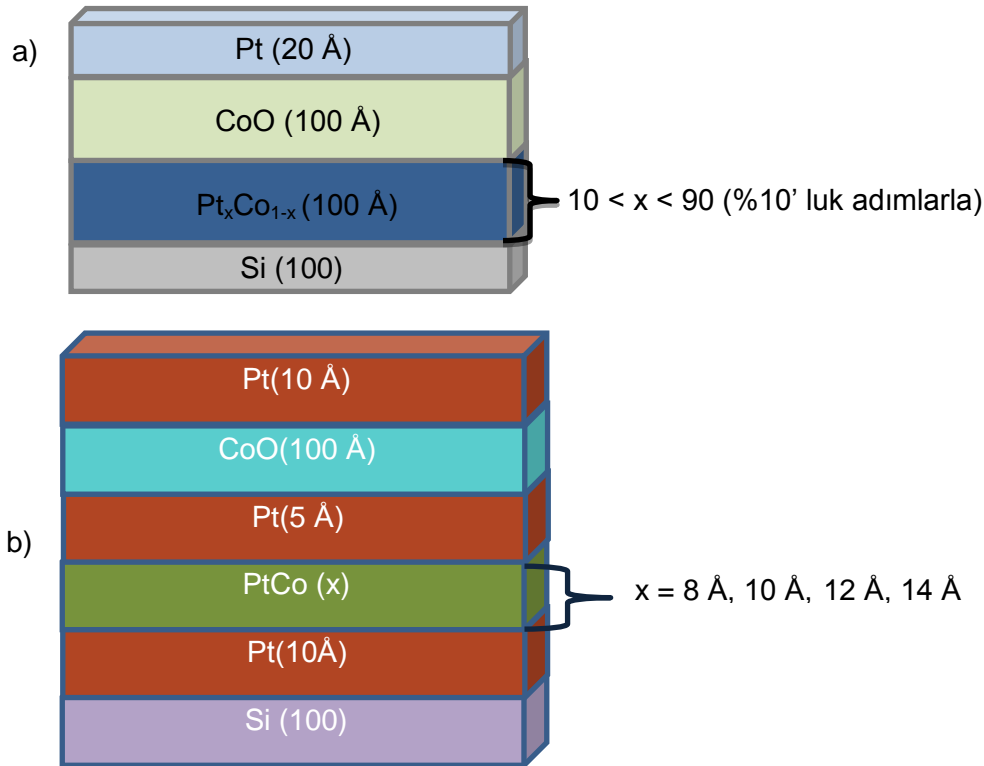 a)
Pt (20 Å)
CoO (100 Å)
PtₓCo₁₋ₓ (100 Å)
10 < x < 90 (%10' luk adımlarla)
Si (100)
b)
Pt(10 Å)
CoO(100 Å)
Pt(5 Å)
PtCo (x)
x = 8 Å, 10 Å, 12 Å, 14 Å
Pt(10Å)
Si (100)